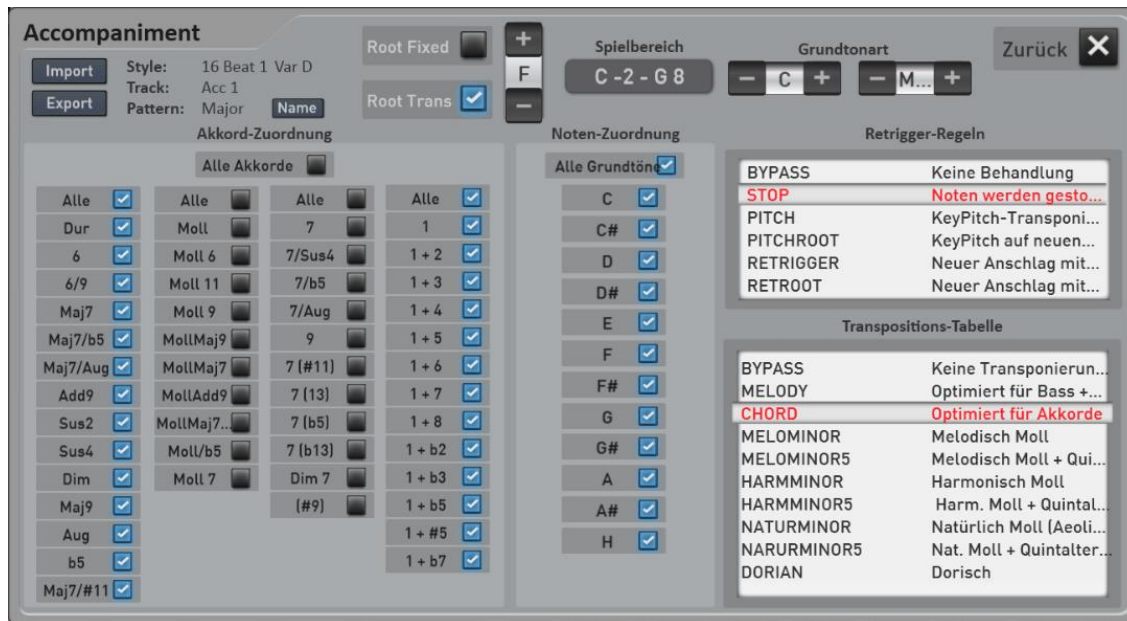 Accompaniment
Import
Export
Style: 16 Beat 1 Var D
Track: Acc 1
Pattern: Major
Name
Root Fixed
Root Trans
+
F
−
Spielbereich
C -2 - G 8
Grundtonart
− C +
− M... +
Zurück
Akkord-Zuordnung
Alle Akkorde
Alle
Dur
6
6/9
Maj7
Maj7/b5
Maj7/Aug
Add9
Sus2
Sus4
Dim
Maj9
Aug
b5
Maj7/#11
Alle
Moll
Moll 6
Moll 11
Moll 9
MollMaj9
MollMaj7
MollAdd9
MollMaj7...
Moll/b5
Moll 7
Alle
7
7/Sus4
7/b5
7/Aug
9
7 (#11)
7 (13)
7 (b5)
7 (b13)
Dim 7
(#9)
Alle
1
1 + 2
1 + 3
1 + 4
1 + 5
1 + 6
1 + 7
1 + 8
1 + b2
1 + b3
1 + b5
1 + #5
1 + b7
Noten-Zuordnung
Alle Grundtöne
C
C#
D
D#
E
F
F#
G
G#
A
A#
H
Retrigger-Regeln
BYPASS Keine Behandlung
STOP Noten werden gesto...
PITCH KeyPitch-Transponi...
PITCHROOT KeyPitch auf neuen...
RETRIGGER Neuer Anschlag mit...
RETROOT Neuer Anschlag mit...
Transpositions-Tabelle
BYPASS Keine Transponierun...
MELODY Optimiert für Bass +...
CHORD Optimiert für Akkorde
MELOMINOR Melodisch Moll
MELOMINOR5 Melodisch Moll + Qui...
HARMMINOR Harmonisch Moll
HARMMINOR5 Harm. Moll + Quintal...
NATURMINOR Natürlich Moll (Aeoli...
NARURMINOR5 Nat. Moll + Quintalter...
DORIAN Dorisch